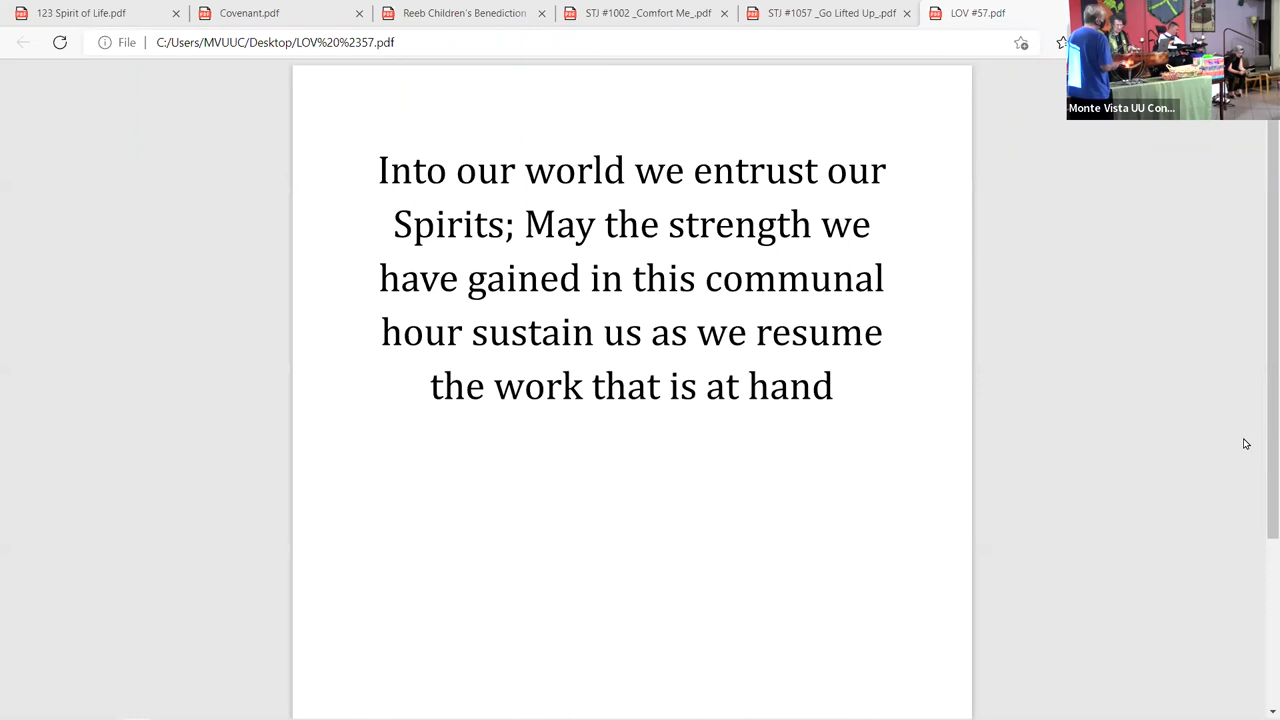 123 Spirit of Life.pdf
Covenant.pdf
Reeb Children's Benediction
STJ #1002 _Comfort Me_.pdf
STJ #1057 _Go Lifted Up_.pdf
LOV #57.pdf
File
C:/Users/MVUUC/Desktop/LOV%20%2357.pdf
Monte Vista UU Con...
Into our world we entrust our
Spirits; May the strength we
have gained in this communal
hour sustain us as we resume
the work that is at hand